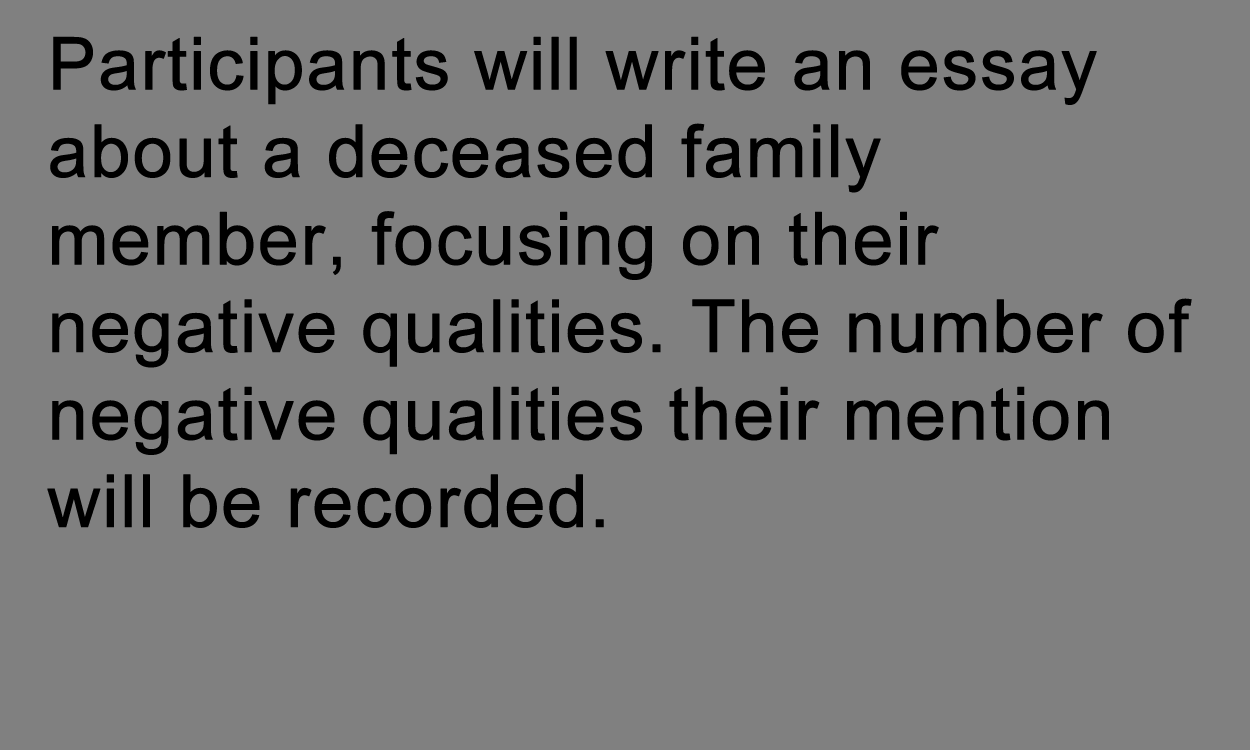 Participants will write an essay
about a deceased family
member, focusing on their
negative qualities. The number of
negative qualities their mention
will be recorded.